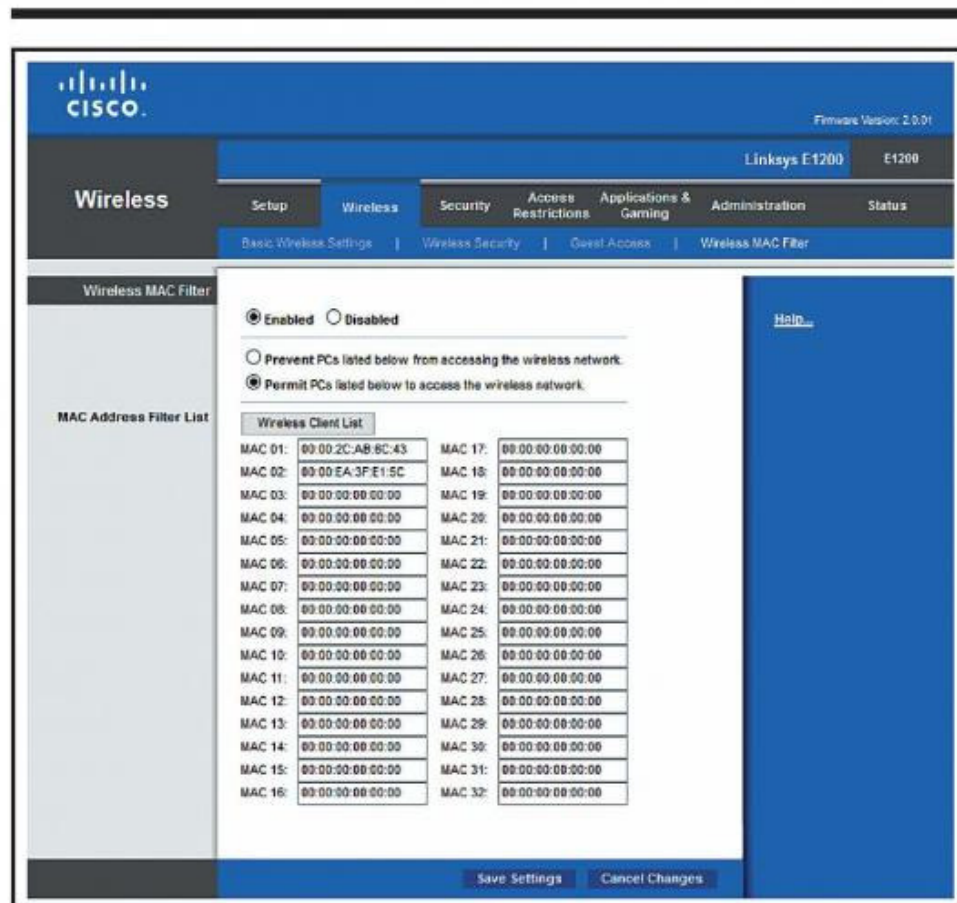 CISCO.
Firmware Version: 2.0.01
Linksys E1200 E1200
Wireless
Setup Wireless Security Access Restrictions Applications & Gaming Administration Status
Basic Wireless Settings | Wireless Security | Guest Access | Wireless MAC Filter
Wireless MAC Filter
Enabled Disabled
Help...
Prevent PCs listed below from accessing the wireless network.
Permit PCs listed below to access the wireless network.
MAC Address Filter List
Wireless Client List
MAC 01: 00:00:2C:AB:6C:43 MAC 17: 00:00:00:00:00:00
MAC 02: 00:00:EA:3F:E1:5C MAC 18: 00:00:00:00:00:00
MAC 03: 00:00:00:00:00:00 MAC 19: 00:00:00:00:00:00
MAC 04: 00:00:00:00:00:00 MAC 20: 00:00:00:00:00:00
MAC 05: 00:00:00:00:00:00 MAC 21: 00:00:00:00:00:00
MAC 06: 00:00:00:00:00:00 MAC 22: 00:00:00:00:00:00
MAC 07: 00:00:00:00:00:00 MAC 23: 00:00:00:00:00:00
MAC 08: 00:00:00:00:00:00 MAC 24: 00:00:00:00:00:00
MAC 09: 00:00:00:00:00:00 MAC 25: 00:00:00:00:00:00
MAC 10: 00:00:00:00:00:00 MAC 26: 00:00:00:00:00:00
MAC 11: 00:00:00:00:00:00 MAC 27: 00:00:00:00:00:00
MAC 12: 00:00:00:00:00:00 MAC 28: 00:00:00:00:00:00
MAC 13: 00:00:00:00:00:00 MAC 29: 00:00:00:00:00:00
MAC 14: 00:00:00:00:00:00 MAC 30: 00:00:00:00:00:00
MAC 15: 00:00:00:00:00:00 MAC 31: 00:00:00:00:00:00
MAC 16: 00:00:00:00:00:00 MAC 32: 00:00:00:00:00:00
Save Settings Cancel Changes